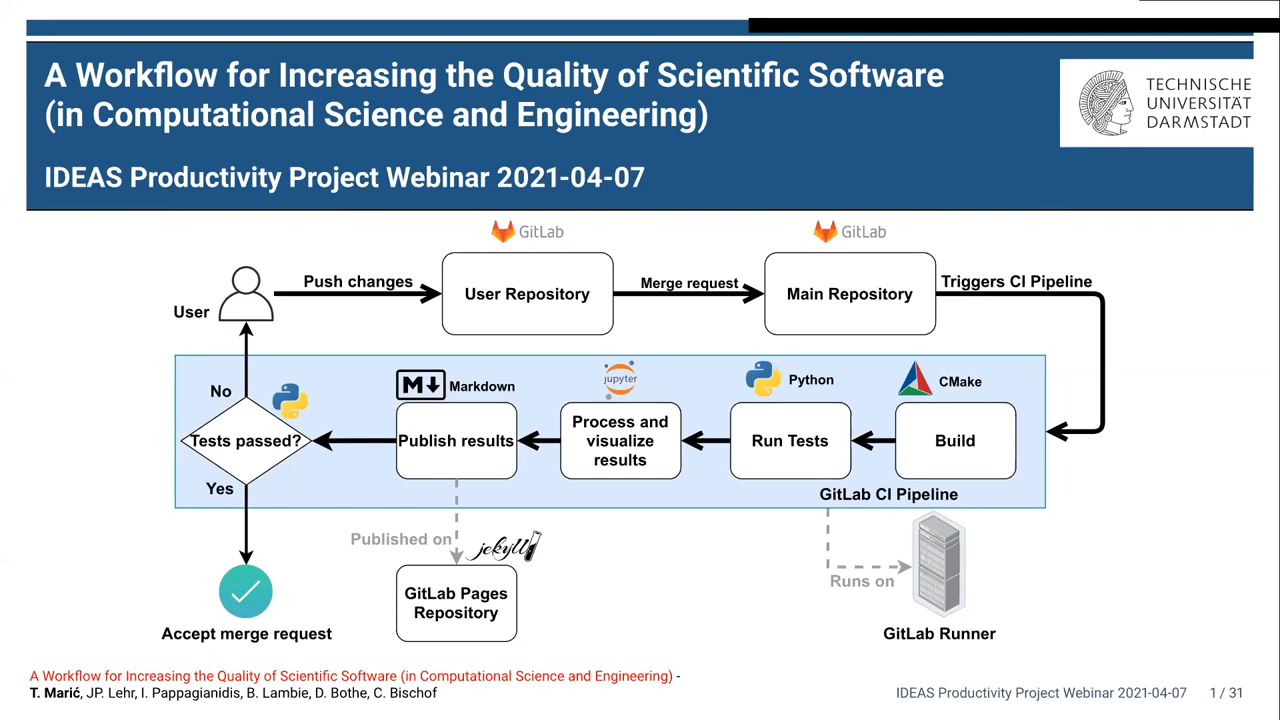 A Workflow for Increasing the Quality of Scientific Software
(in Computational Science and Engineering)
IDEAS Productivity Project Webinar 2021-04-07
TECHNISCHE
UNIVERSITÄT
DARMSTADT
GitLab
GitLab
User
Push changes
User Repository
Merge request
Main Repository
Triggers CI Pipeline
No
Tests passed?
Yes
Markdown
Publish results
jupyter
Process and
visualize
results
Python
Run Tests
CMake
Build
GitLab CI Pipeline
Published on
jekyll
GitLab Pages
Repository
Runs on
GitLab Runner
Accept merge request
A Workflow for Increasing the Quality of Scientific Software (in Computational Science and Engineering) -
T. Marić, JP. Lehr, I. Pappagianidis, B. Lambie, D. Bothe, C. Bischof
IDEAS Productivity Project Webinar 2021-04-07 1 / 31